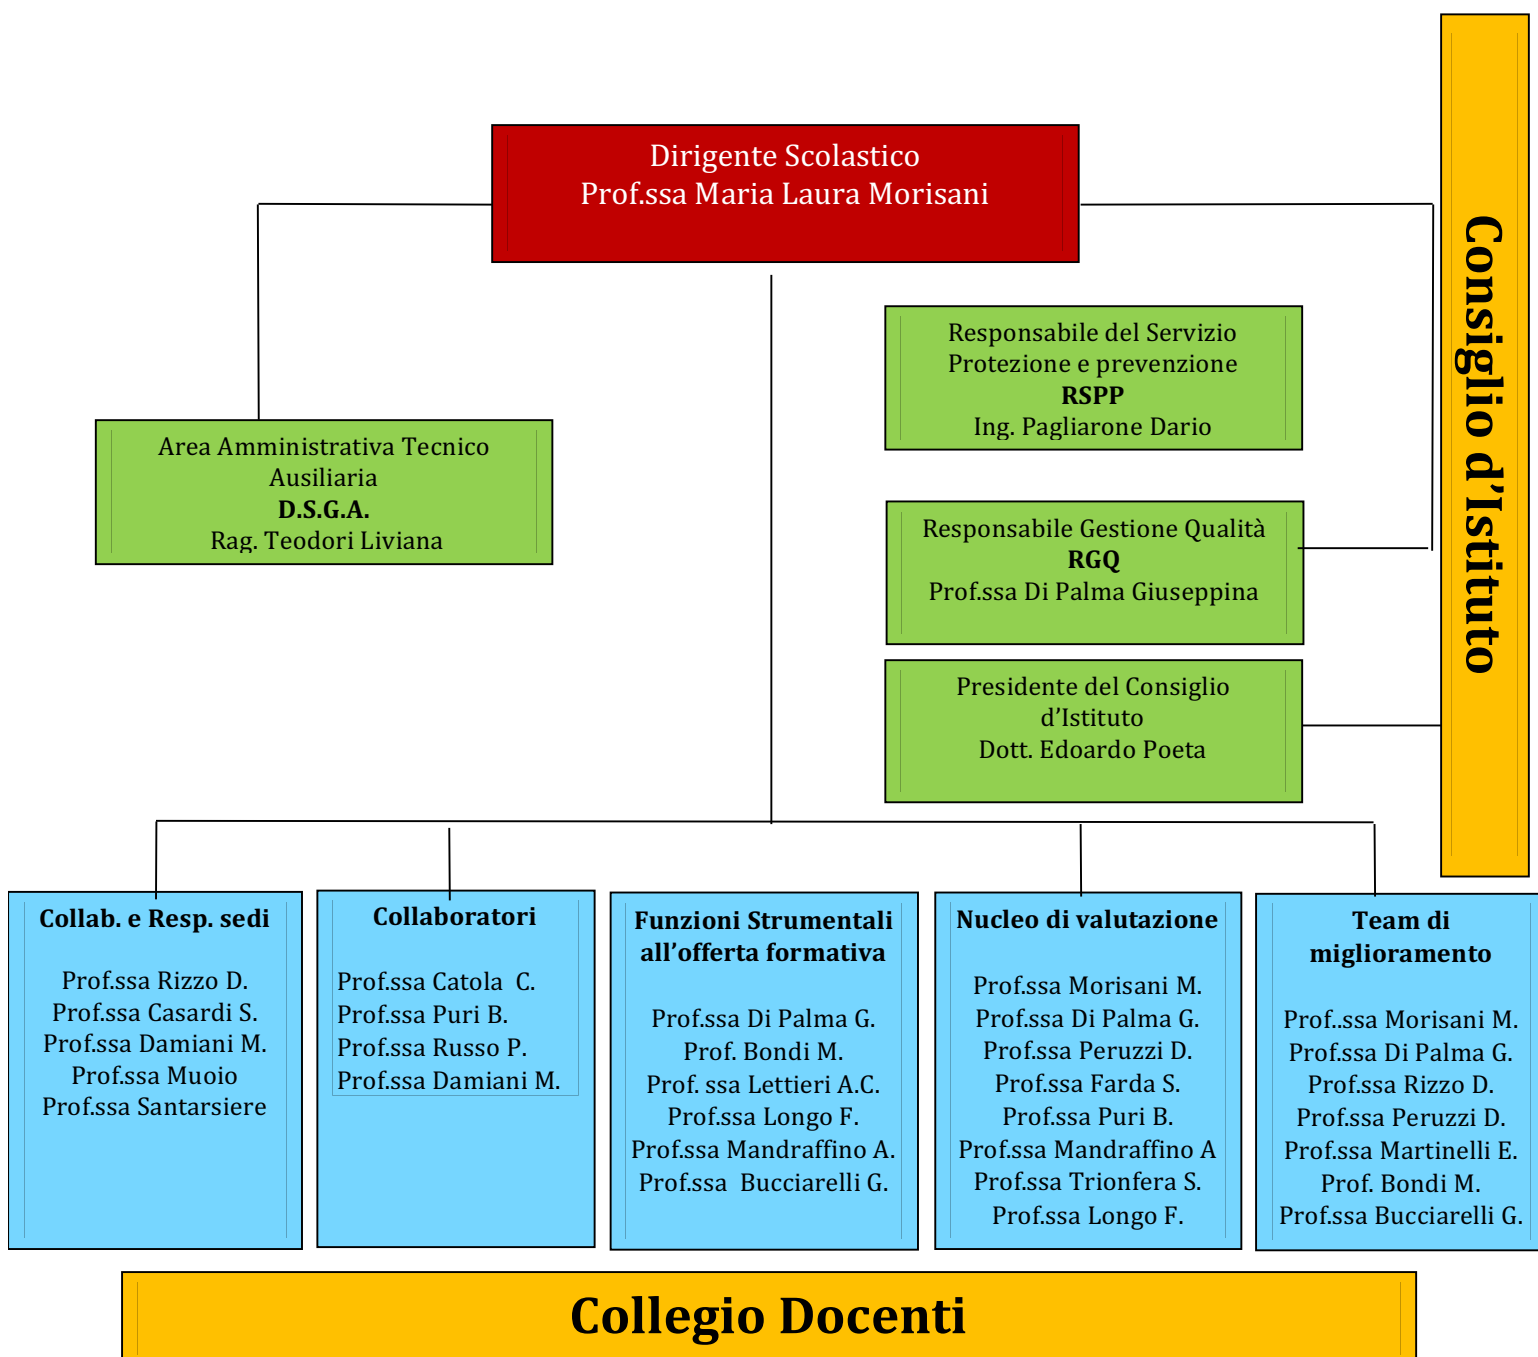 Dirigente Scolastico
Prof.ssa Maria Laura Morisani
Consiglio d’Istituto
Responsabile del Servizio
Protezione e prevenzione
RSPP
Ing. Pagliarone Dario
Area Amministrativa Tecnico
Ausiliaria
D.S.G.A.
Rag. Teodori Liviana
Responsabile Gestione Qualità
RGQ
Prof.ssa Di Palma Giuseppina
Presidente del Consiglio
d’Istituto
Dott. Edoardo Poeta
Collab. e Resp. sedi
Prof.ssa Rizzo D.
Prof.ssa Casardi S.
Prof.ssa Damiani M.
Prof.ssa Muoio
Prof.ssa Santarsiere
Collaboratori
Prof.ssa Catola  C.
Prof.ssa Puri B.
Prof.ssa Russo P.
Prof.ssa Damiani M.
Funzioni Strumentali
all’offerta formativa
Prof.ssa Di Palma G.
Prof. Bondi M.
Prof. ssa Lettieri A.C.
Prof.ssa Longo F.
Prof.ssa Mandraffino A.
Prof.ssa  Bucciarelli G.
Nucleo di valutazione
Prof.ssa Morisani M.
Prof.ssa Di Palma G.
Prof.ssa Peruzzi D.
Prof.ssa Farda S.
Prof.ssa Puri B.
Prof.ssa Mandraffino A
Prof.ssa Trionfera S.
Prof.ssa Longo F.
Team di
miglioramento
Prof..ssa Morisani M.
Prof.ssa Di Palma G.
Prof.ssa Rizzo D.
Prof.ssa Peruzzi D.
Prof.ssa Martinelli E.
Prof. Bondi M.
Prof.ssa Bucciarelli G.
Collegio Docenti